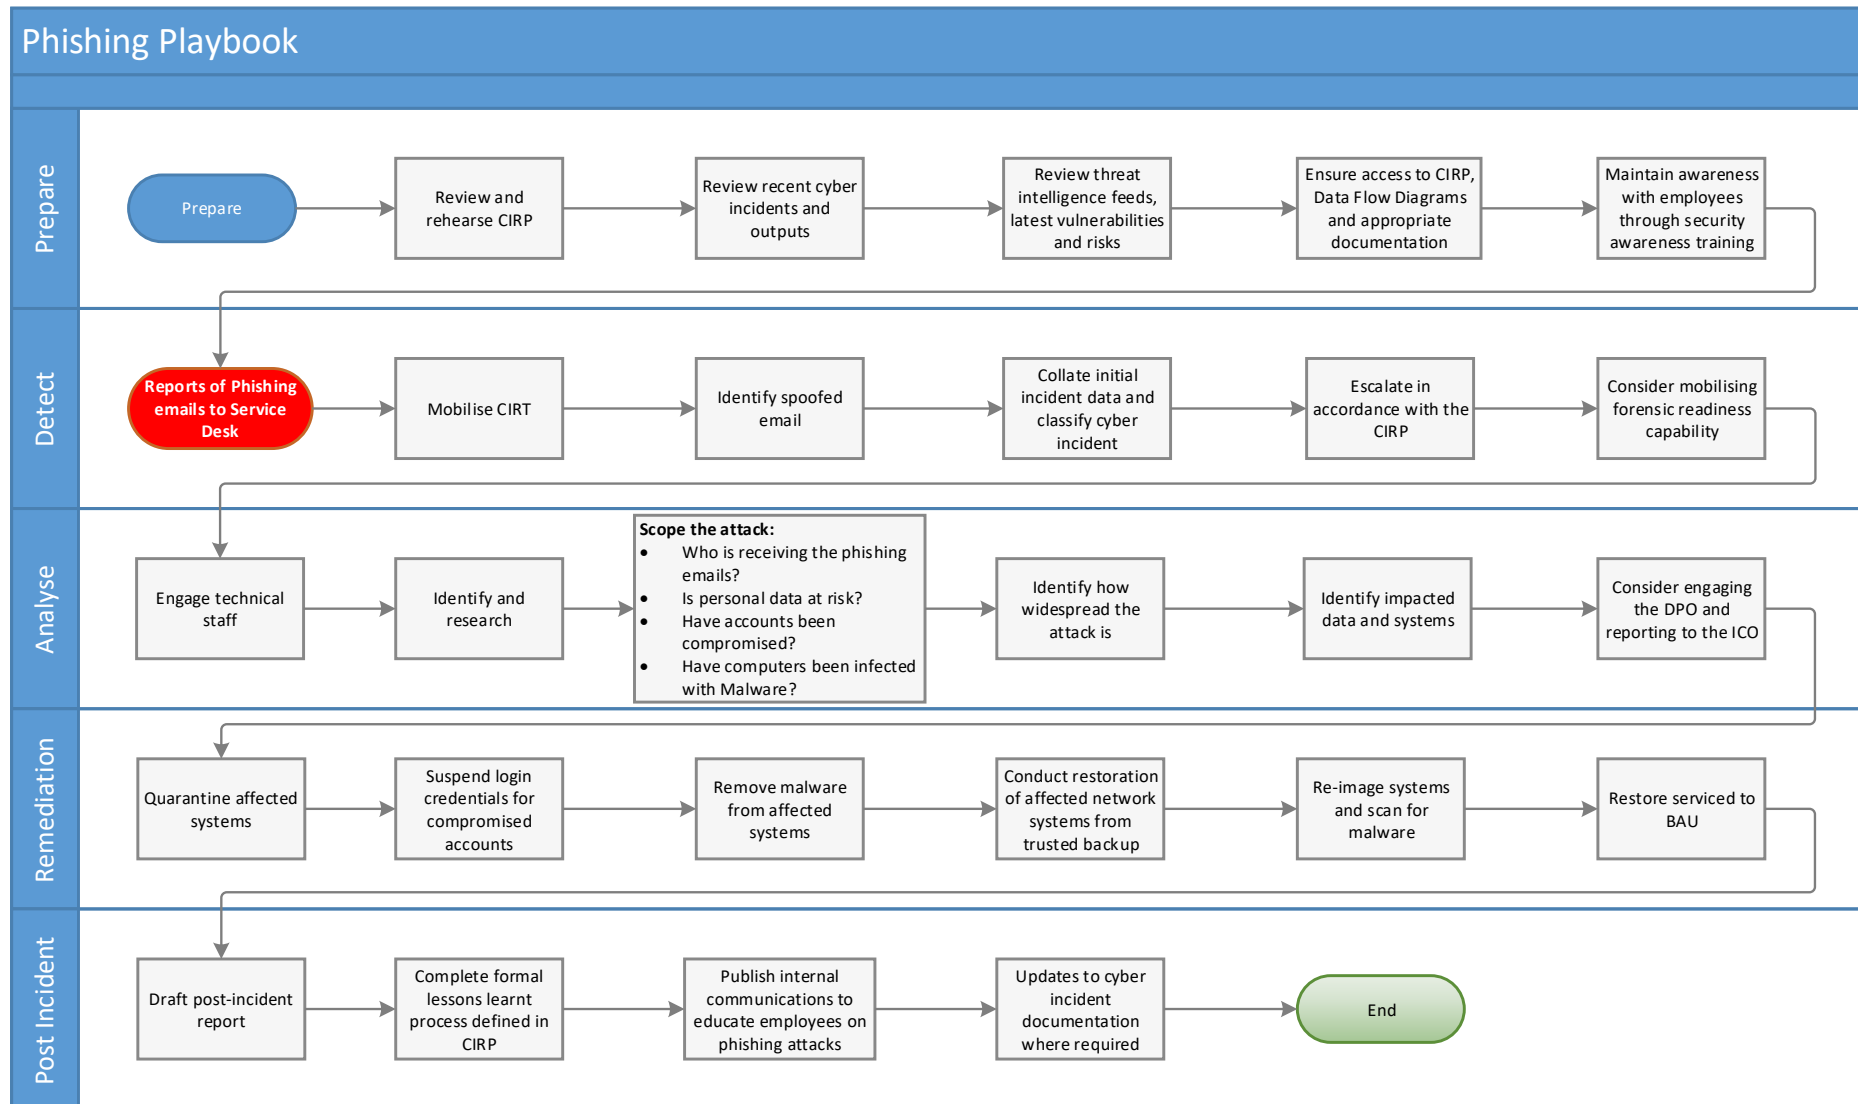 Phishing Playbook
Prepare
Prepare
Review and
rehearse CIRP
Review recent cyber
incidents and
outputs
Review threat
intelligence feeds,
latest vulnerabilities
and risks
Ensure access to CIRP,
Data Flow Diagrams
and appropriate
documentation
Maintain awareness
with employees
through security
awareness training
Detect
Reports of Phishing
emails to Service
Desk
Mobilise CIRT
Identify spoofed
email
Collate initial
incident data and
classify cyber
incident
Escalate in
accordance with the
CIRP
Consider mobilising
forensic readiness
capability
Analyse
Engage technical
staff
Identify and
research
Scope the attack:
• Who is receiving the phishing
emails?
• Is personal data at risk?
• Have accounts been
compromised?
• Have computers been infected
with Malware?
Identify how
widespread the
attack is
Identify impacted
data and systems
Consider engaging
the DPO and
reporting to the ICO
Remediation
Quarantine affected
systems
Suspend login
credentials for
compromised
accounts
Remove malware
from affected
systems
Conduct restoration
of affected network
systems from
trusted backup
Re-image systems
and scan for
malware
Restore serviced to
BAU
Post Incident
Draft post-incident
report
Complete formal
lessons learnt
process defined in
CIRP
Publish internal
communications to
educate employees on
phishing attacks
Updates to cyber
incident
documentation
where required
End